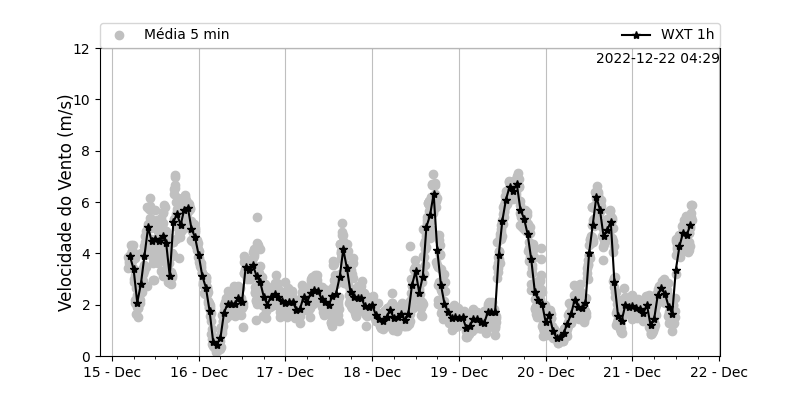 Média 5 min
WXT 1h
2022-12-22 04:29
Velocidade do Vento (m/s)
12
10
8
6
4
2
0
15 - Dec
16 - Dec
17 - Dec
18 - Dec
19 - Dec
20 - Dec
21 - Dec
22 - Dec